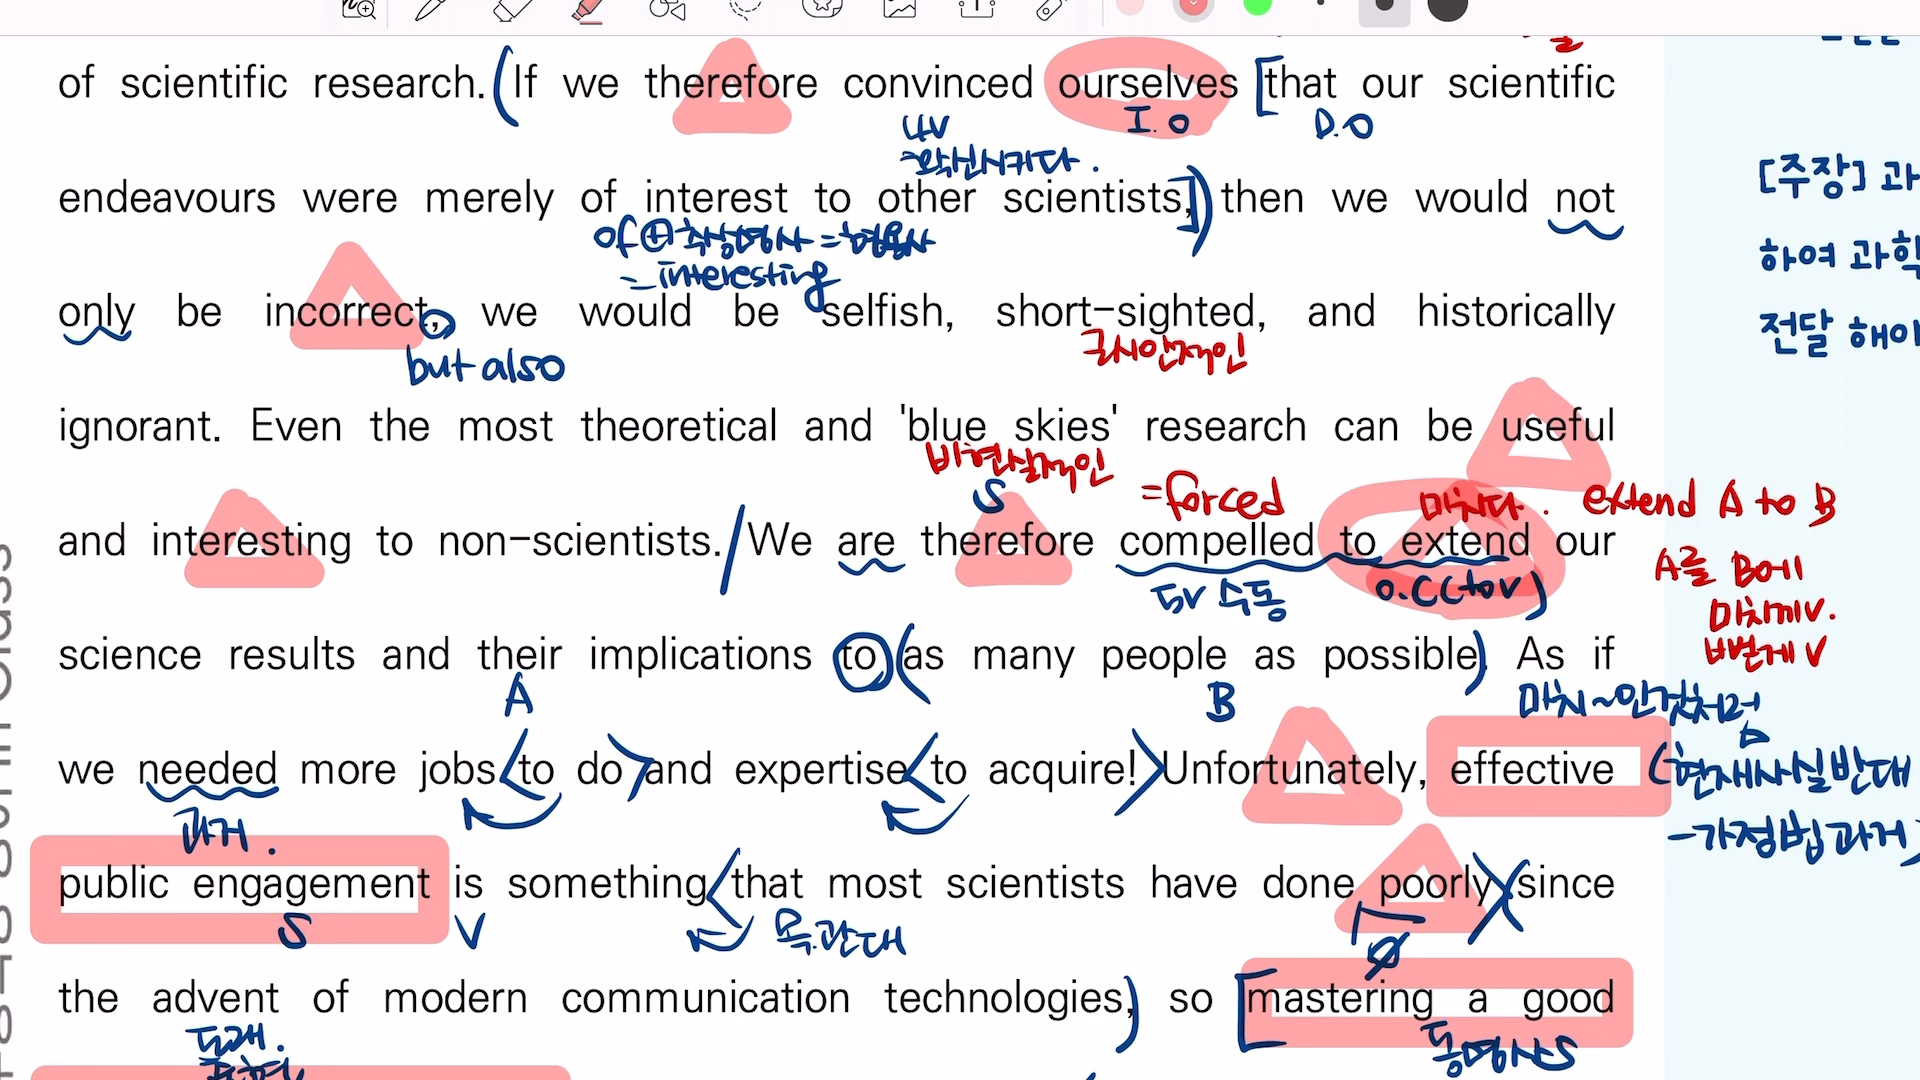 of scientific research. (If we therefore convinced ourselves [that our scientific
4V
I.O
D.O
확신시키다.
endeavours were merely of interest to other scientists,]) then we would not
of ⊕ 추상명사 = 형용사
= interesting
only be incorrect, we would be selfish, short-sighted, and historically
but also
근시안적인
ignorant. Even the most theoretical and 'blue skies' research can be useful
비현실적인
S
=forced
미치다.
extend A to B
and interesting to non-scientists. / We are therefore compelled to extend our
5V 수동
O.C(to V)
A를 B에
미치게V.
뻗게 V
science results and their implications to (as many people as possible). As if
A
B
마치~인것처럼
we needed more jobs <to do> and expertise <to acquire!> Unfortunately, effective
과거.
(현재사실반대
-가정법과거)
public engagement is something <that most scientists have done poorly> (since
S
V
목.관대
the advent of modern communication technologies,) so [mastering a good
도래.
동명사S
[주장] 과
하여 과학
전달 해야